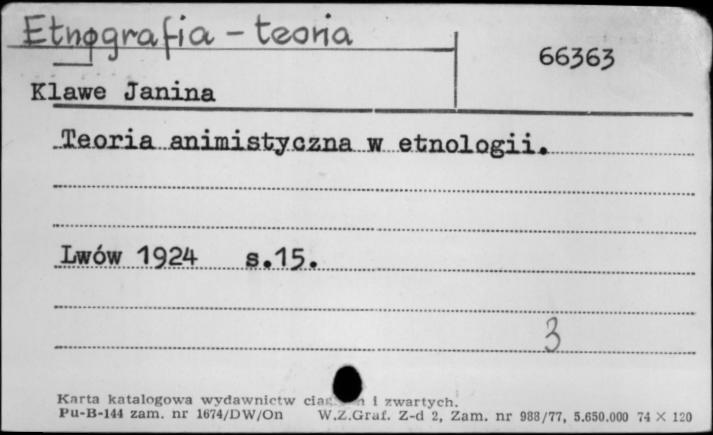 Etnografia - teoria
66363
Klawe Janina
Teoria animistyczna w etnologii.
Lwów 1924 s.15.
3
Karta katalogowa wydawnictw i zwartych.
Pu-B-144 zam. nr 1674/DW/On W.Z.Graf. Z-d 2, Zam. nr 988/77, 5.650.000 74 X 120